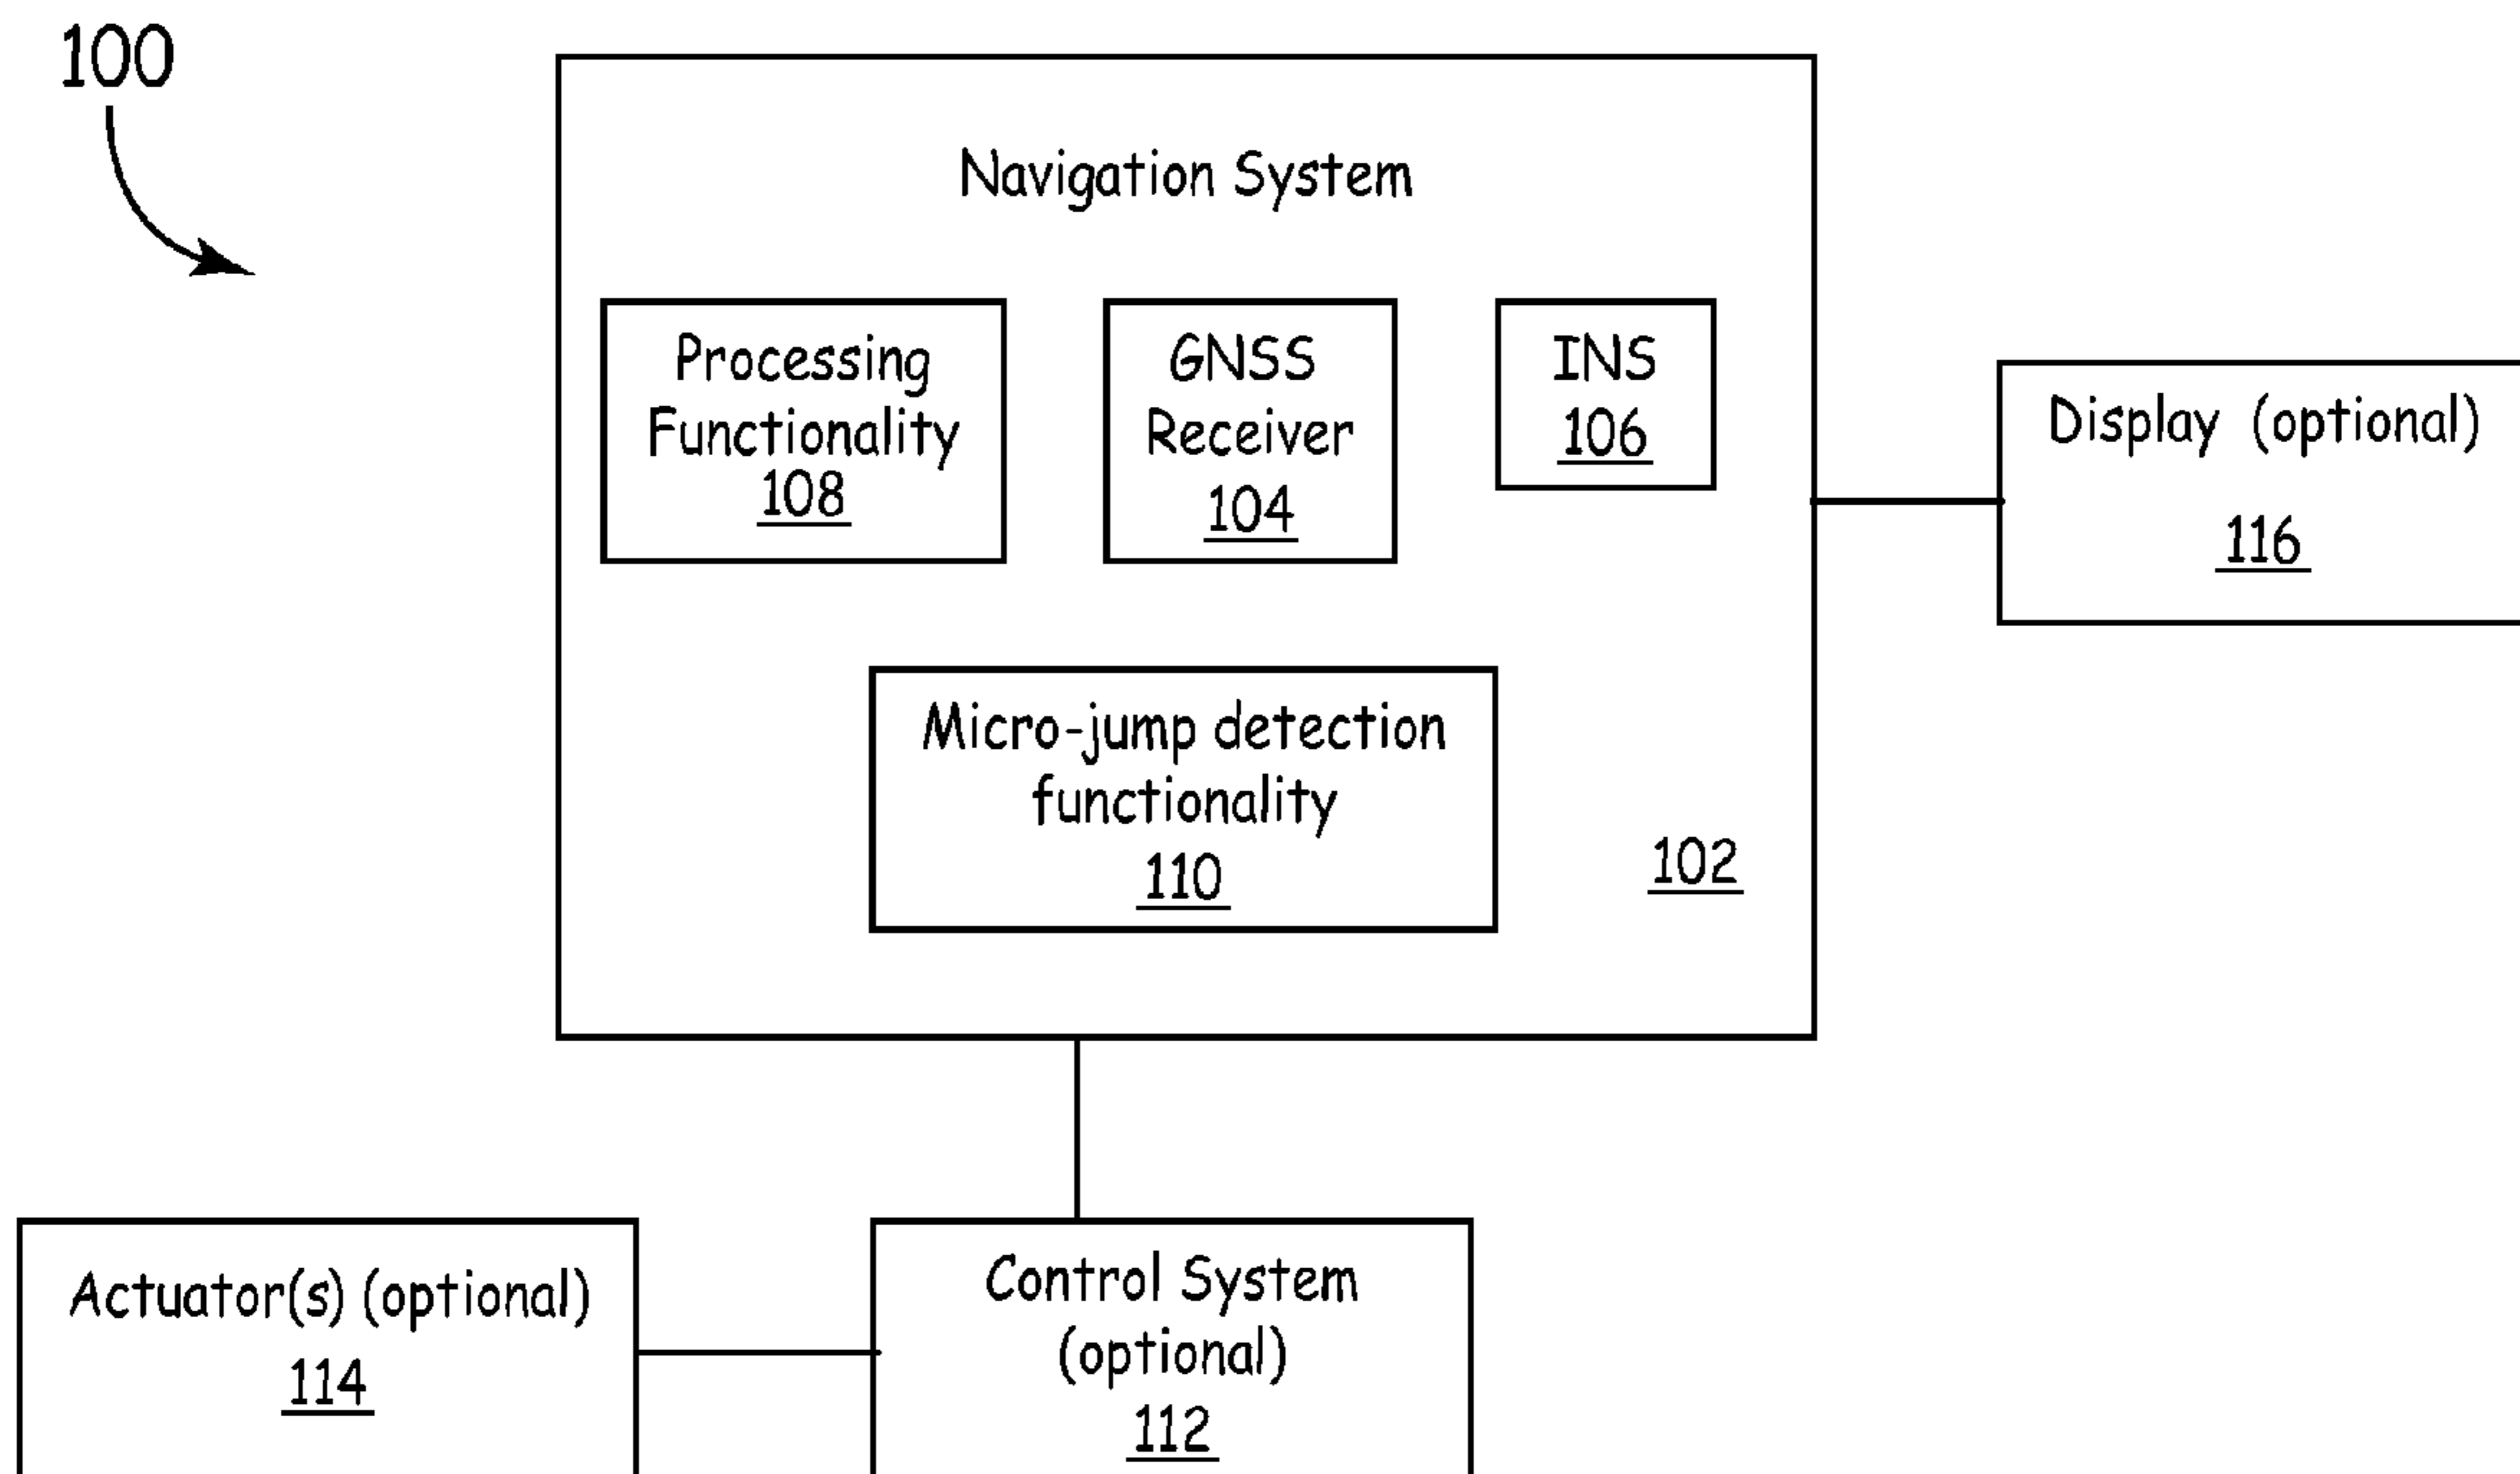 100
Navigation System
Processing
Functionality
108
GNSS
Receiver
104
INS
106
Display (optional)
116
Micro-jump detection
functionality
110
102
Actuator(s) (optional)
114
Control System
(optional)
112